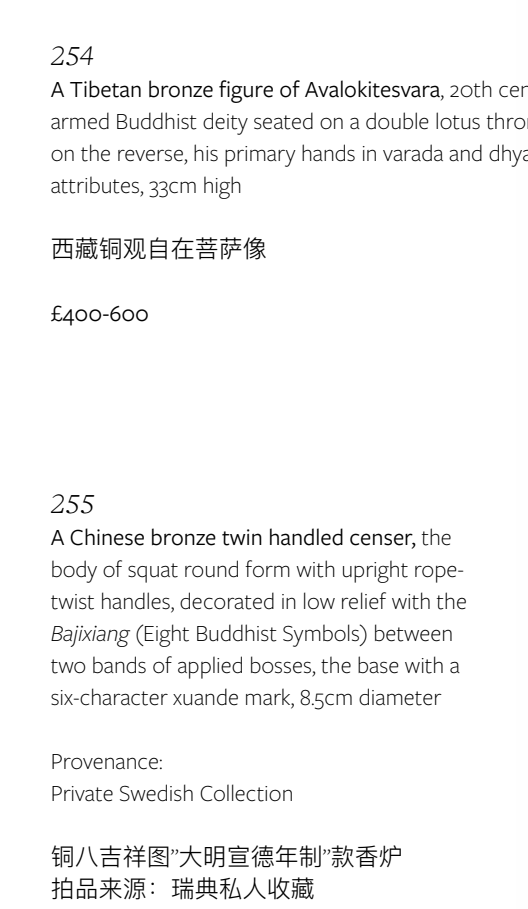 254
A Tibetan bronze figure of Avalokitesvara, 20th
armed Buddhist deity seated on a double lotus
on the reverse, his primary hands in varada and
attributes, 33cm high
西藏铜观自在菩萨像
£400-600
255
A Chinese bronze twin handled censer, the
body of squat round form with upright rope-
twist handles, decorated in low relief with the
Bajixiang (Eight Buddhist Symbols) between
two bands of applied bosses, the base with a
six-character xuande mark, 8.5cm diameter
Provenance:
Private Swedish Collection
铜八吉祥图”大明宣德年制”款香炉
拍品来源：瑞典私人收藏